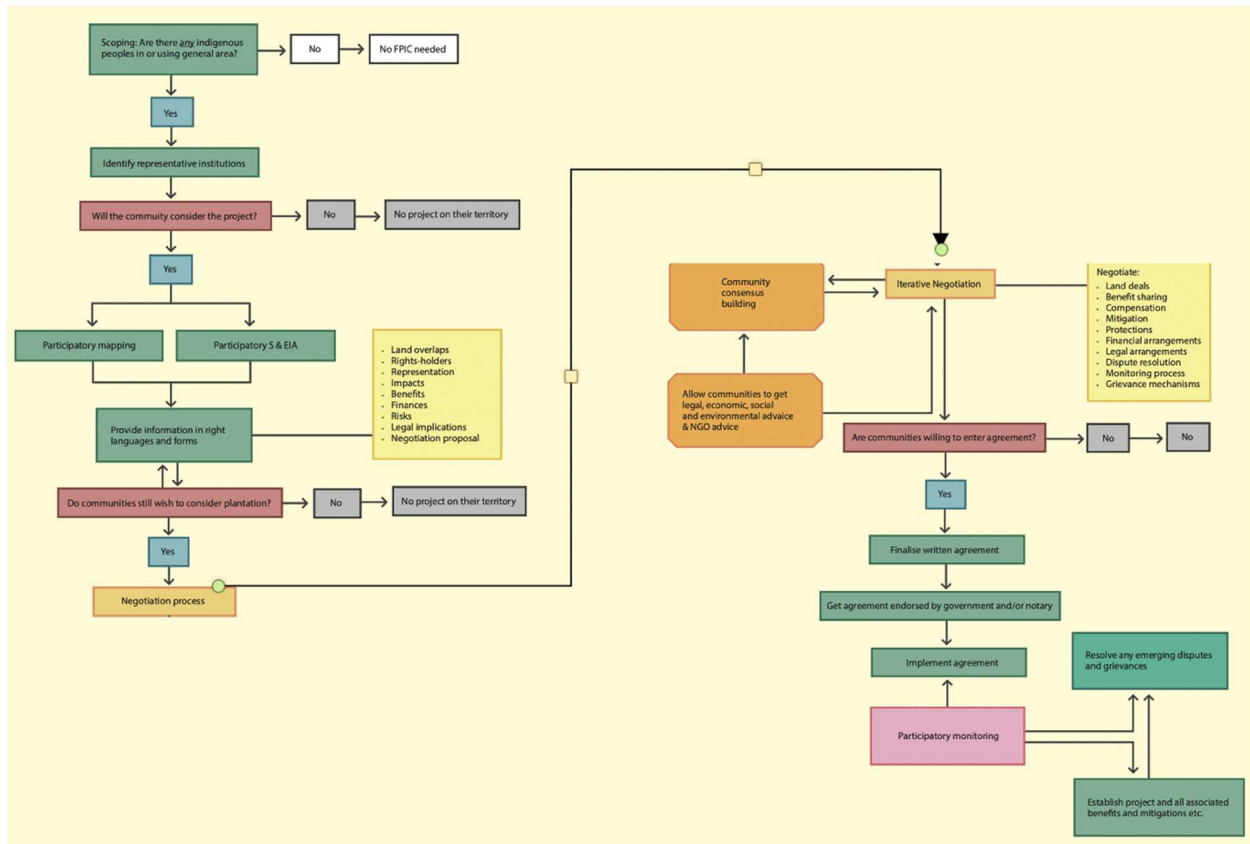 Scoping: Are there any indigenous
peoples in or using general area?
No
No FPIC needed
Yes
Identify representative institutions
Will the commuity consider the project?
No
No project on their territory
Yes
Participatory mapping
Participatory S & EIA
Provide information in right
languages and forms
· Land overlaps
· Rights-holders
· Representation
· Impacts
· Benefits
· Finances
· Risks
· Legal implications
· Negotiation proposal
Do communities still wish to consider plantation?
No
No project on their territory
Yes
Negotiation process
Community
consensus
building
Iterative Negotiation
Negotiate:
· Land deals
· Benefit sharing
· Compensation
· Mitigation
· Protections
· Financial arrangements
· Legal arrangements
· Dispute resolution
· Monitoring process
· Grievance mechanisms
Allow communities to get
legal, economic, social
and environmental advaice
& NGO advice
Are communities willing to enter agreement?
No
No
Yes
Finalise written agreement
Get agreement endorsed by government and/or notary
Implement agreement
Resolve any emerging disputes
and grievances
Participatory monitoring
Establish project and all associated
benefits and mitigations etc.